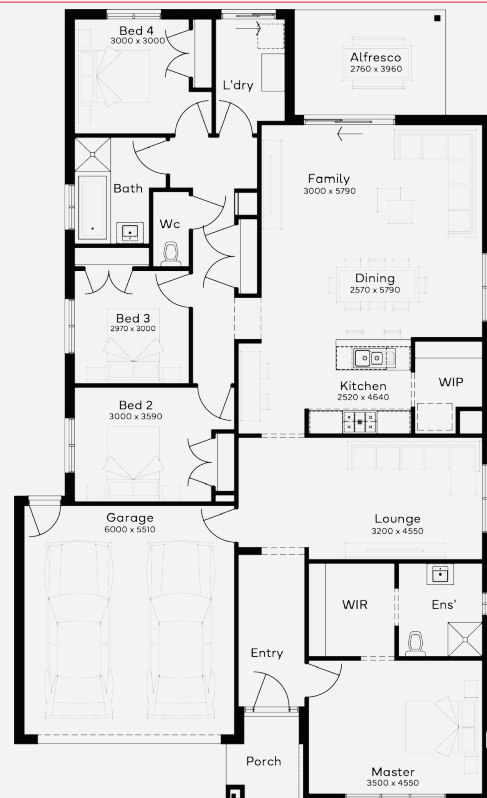 Bed 4
3000 x 3000
L'dry
Alfresco
2760 x 3960
Family
3000 x 5790
Bath
Wc
Dining
2570 x 5790
Bed 3
2970 x 3000
Kitchen
2520 x 4640
WIP
Bed 2
3000 x 3590
Garage
6000 x 5510
Lounge
3200 x 4550
WIR
Ens'
Entry
Porch
Master
3500 x 4550